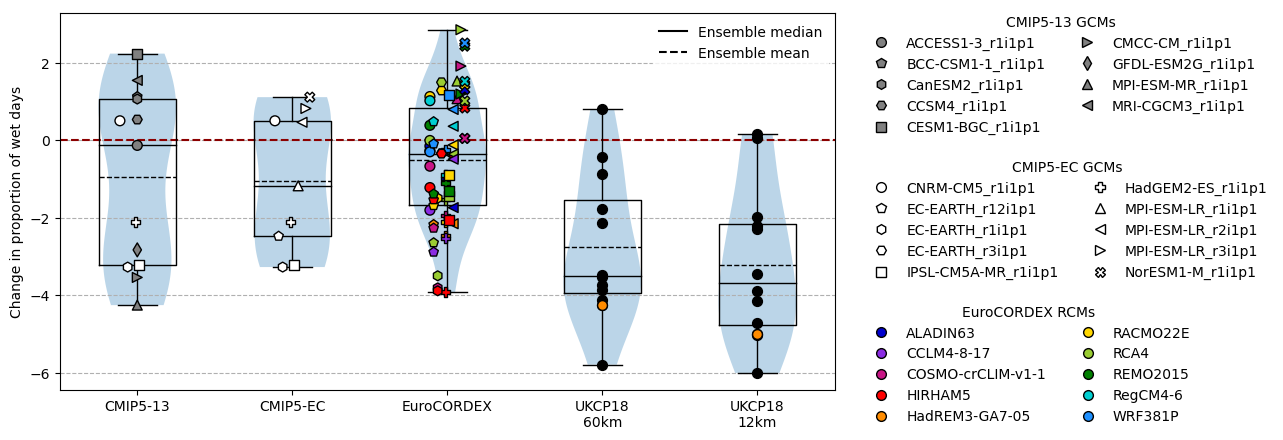 Change in proportion of wet days
2
0
−2
−4
−6
CMIP5-13
CMIP5-EC
EuroCORDEX
UKCP18
60km
UKCP18
12km
Ensemble median
Ensemble mean
CMIP5-13 GCMs
ACCESS1-3_r1i1p1
BCC-CSM1-1_r1i1p1
CanESM2_r1i1p1
CCSM4_r1i1p1
CESM1-BGC_r1i1p1
CMCC-CM_r1i1p1
GFDL-ESM2G_r1i1p1
MPI-ESM-MR_r1i1p1
MRI-CGCM3_r1i1p1
CMIP5-EC GCMs
CNRM-CM5_r1i1p1
EC-EARTH_r12i1p1
EC-EARTH_r1i1p1
EC-EARTH_r3i1p1
IPSL-CM5A-MR_r1i1p1
HadGEM2-ES_r1i1p1
MPI-ESM-LR_r1i1p1
MPI-ESM-LR_r2i1p1
MPI-ESM-LR_r3i1p1
NorESM1-M_r1i1p1
EuroCORDEX RCMs
ALADIN63
CCLM4-8-17
COSMO-crCLIM-v1-1
HIRHAM5
HadREM3-GA7-05
RACMO22E
RCA4
REMO2015
RegCM4-6
WRF381P